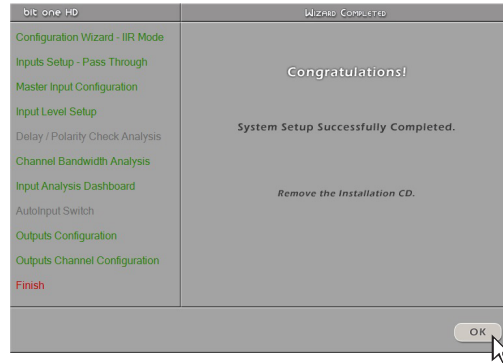 bit one HD
Wizard Completed
Configuration Wizard - IIR Mode
Inputs Setup - Pass Through
Master Input Configuration
Input Level Setup
Delay / Polarity Check Analysis
Channel Bandwidth Analysis
Input Analysis Dashboard
AutoInput Switch
Outputs Configuration
Outputs Channel Configuration
Finish
Congratulations!
System Setup Successfully Completed.
Remove the Installation CD.
OK